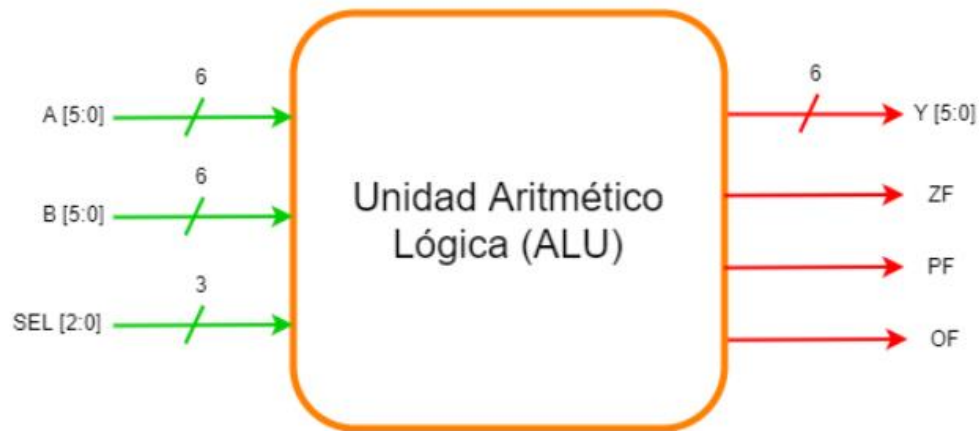 6
A [5:0]
6
B [5:0]
3
SEL [2:0]
Unidad Aritmético
Lógica (ALU)
6
Y [5:0]
ZF
PF
OF